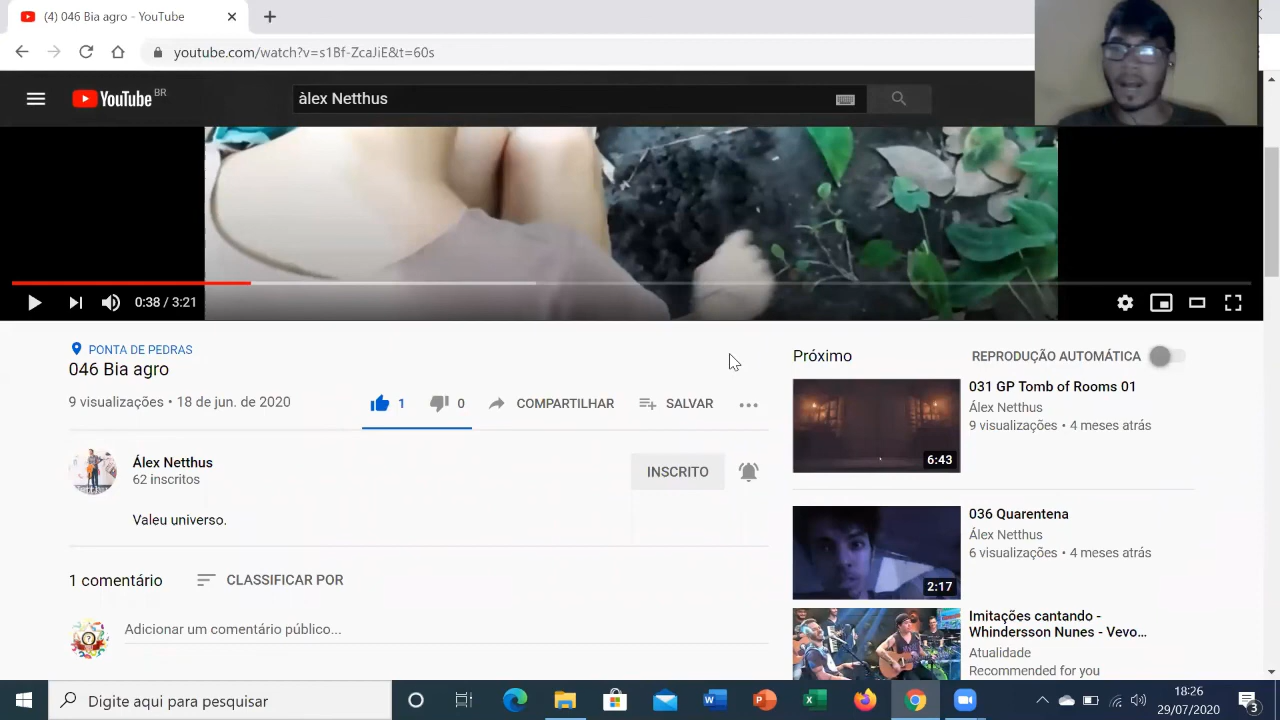 (4) 046 Bia agro - YouTube
youtube.com/watch?v=s1Bf-ZcaJiE&t=60s
YouTube BR
àlex Netthus
0:38 / 3:21
PONTA DE PEDRAS
046 Bia agro
9 visualizações • 18 de jun. de 2020
1
0
COMPARTILHAR
SALVAR
Álex Netthus
62 inscritos
INSCRITO
Valeu universo.
1 comentário
CLASSIFICAR POR
Adicionar um comentário público...
Próximo
REPRODUÇÃO AUTOMÁTICA
031 GP Tomb of Rooms 01
Álex Netthus
9 visualizações • 4 meses atrás
6:43
036 Quarentena
Álex Netthus
6 visualizações • 4 meses atrás
2:17
Imitações cantando -
Whindersson Nunes - Vevo...
Atualidade
Recommended for you
Digite aqui para pesquisar
18:26
29/07/2020
3